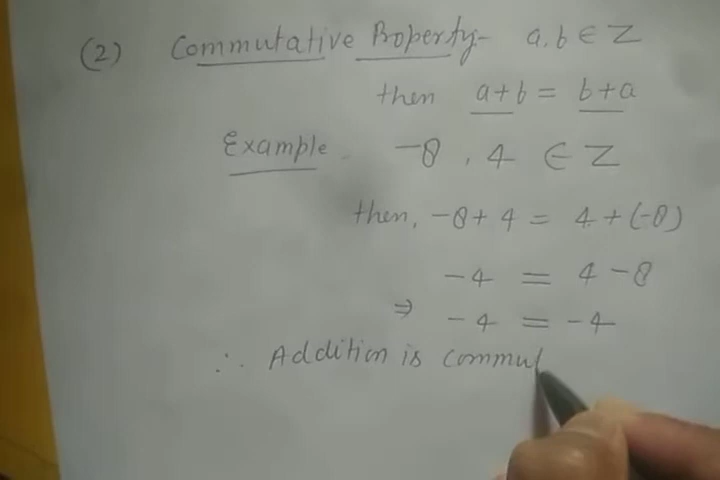 (2) Commutative Property- a, b ∈ Z
then a+b = b+a
Example - -8, 4 ∈ Z
then, -8+4 = 4+(-8)
-4 = 4-8
⇒ -4 = -4
∴ Addition is commut